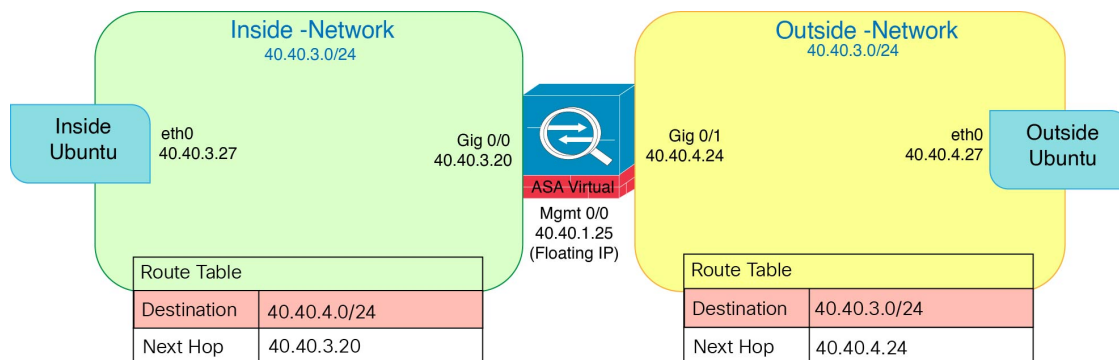 Inside -Network
40.40.3.0/24
Outside -Network
40.40.3.0/24
Inside
Ubuntu
eth0
40.40.3.27
Gig 0/0
40.40.3.20
ASA Virtual
Mgmt 0/0
40.40.1.25
(Floating IP)
Gig 0/1
40.40.4.24
eth0
40.40.4.27
Outside
Ubuntu
Route Table
Destination 40.40.4.0/24
Next Hop 40.40.3.20
Route Table
Destination 40.40.3.0/24
Next Hop 40.40.4.24